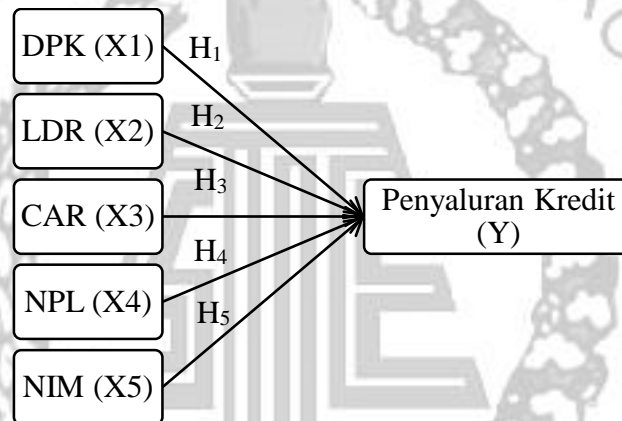 DPK (X1)
H₁
LDR (X2)
H₂
CAR (X3)
H₃
Penyaluran Kredit
(Y)
NPL (X4)
H₄
NIM (X5)
H₅